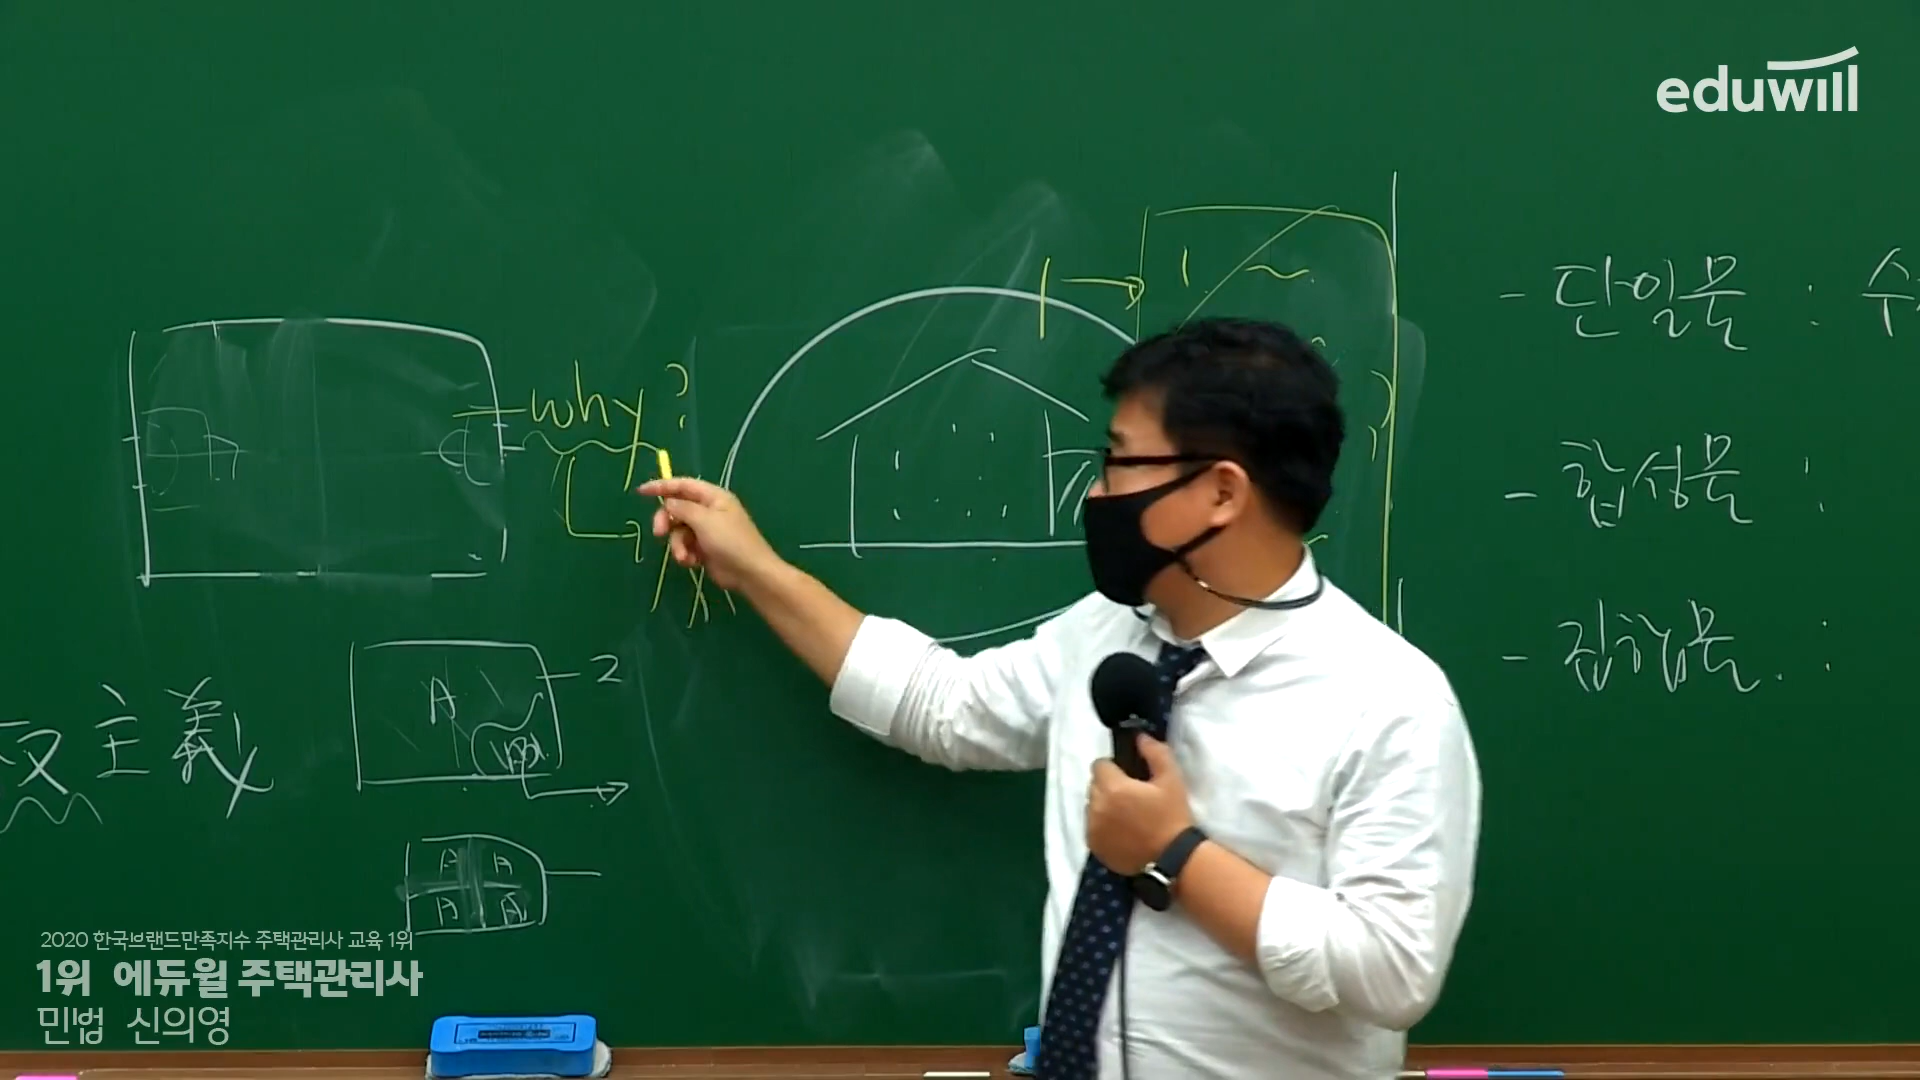 eduwill
- 단일물 : 수
- 합성물 :
- 집합물. :
1. ~.
why?
A
2
主義
A A
A A
2020 한국브랜드만족지수 주택관리사 교육 1위
1위 에듀윌 주택관리사
민법 신의영